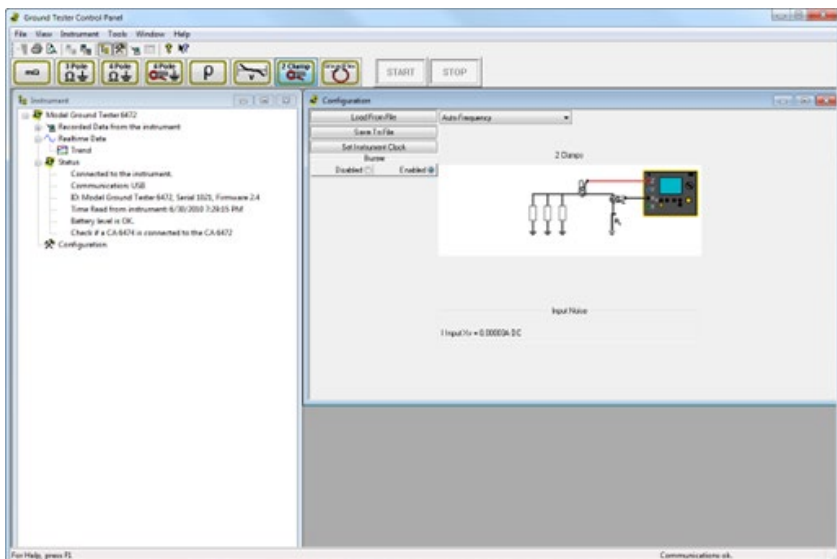 Ground Tester Control Panel
File View Instrument Tools Window Help
mΩ
3 Pole
Ω
4 Pole
Ω
4 Pole
ρ
2 Clamp
START
STOP
Instrument
Model Ground Tester 6472
Recorded Data from the instrument
Realtime Data
Trend
Status
Connected to the instrument.
Communication: USB
ID: Model Ground Tester 6472, Serial 1021, Firmware 2.4
Time Read from instrument: 6/30/2010 7:29:15 PM
Battery level is OK.
Check if a CA-6474 is connected to the CA-6472
Configuration
Configuration
Load From File
Auto Frequency
Save To File
Set Instrument Clock
Buzzer
Disabled
Enabled
2 Clamps
Input Noise
For Help, press F1
Communications ok.